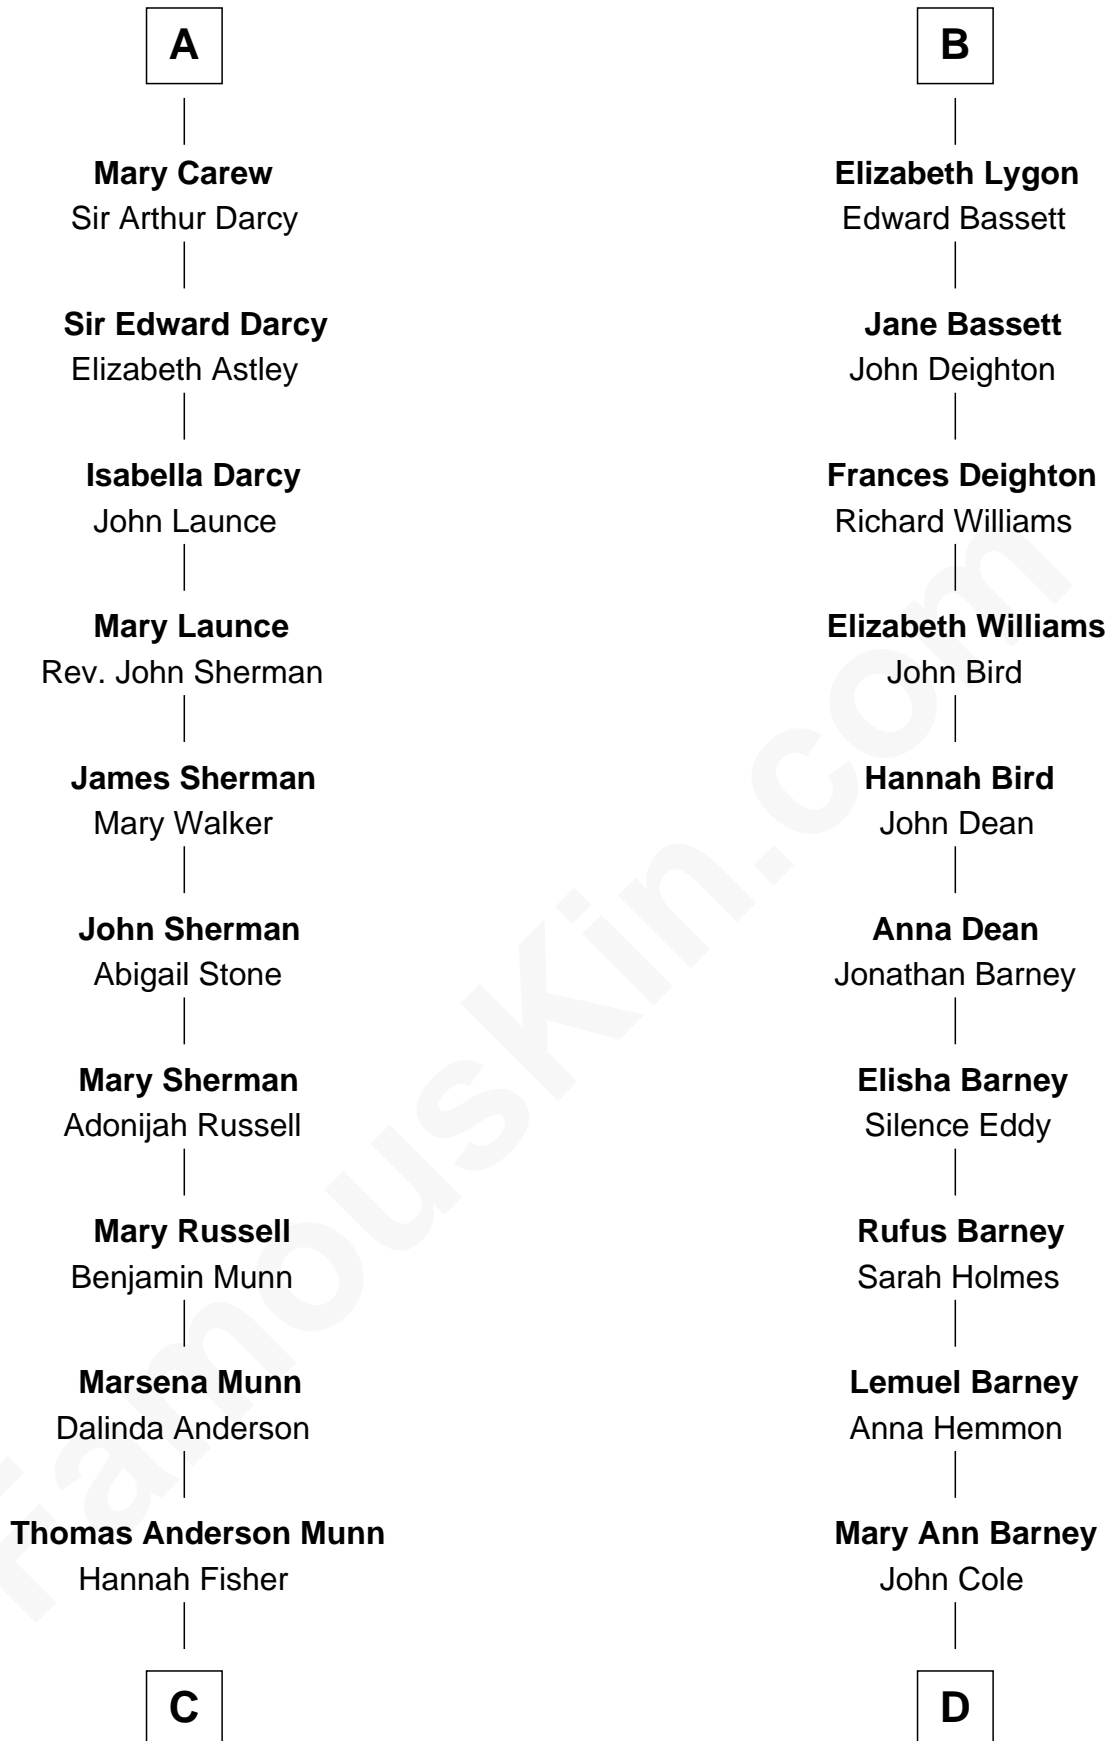 A
Mary Carew
Sir Arthur Darcy
Sir Edward Darcy
Elizabeth Astley
Isabella Darcy
John Launce
Mary Launce
Rev. John Sherman
James Sherman
Mary Walker
John Sherman
Abigail Stone
Mary Sherman
Adonijah Russell
Mary Russell
Benjamin Munn
Marsena Munn
Dalinda Anderson
Thomas Anderson Munn
Hannah Fisher
C
B
Elizabeth Lygon
Edward Bassett
Jane Bassett
John Deighton
Frances Deighton
Richard Williams
Elizabeth Williams
John Bird
Hannah Bird
John Dean
Anna Dean
Jonathan Barney
Elisha Barney
Silence Eddy
Rufus Barney
Sarah Holmes
Lemuel Barney
Anna Hemmon
Mary Ann Barney
John Cole
D
FamousKin.com